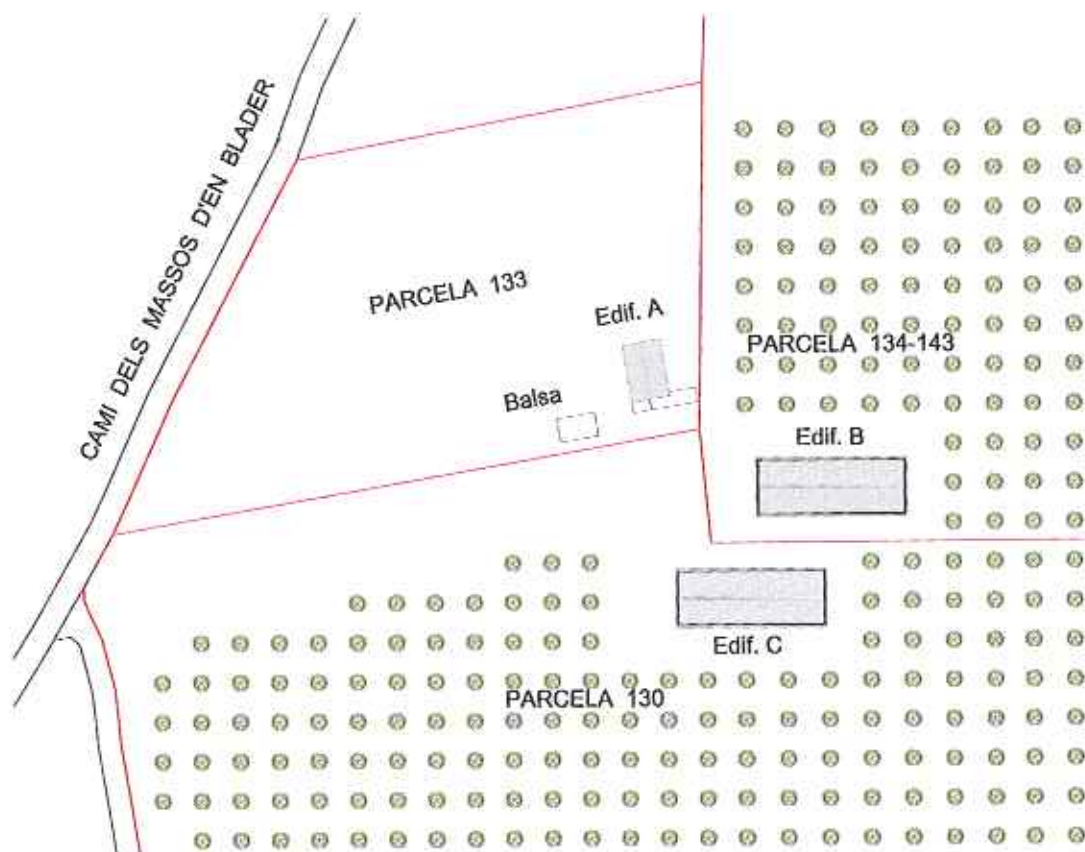 CAMI DELS MASSOS D'EN BLADER
PARCELA 133
Edif. A
PARCELA 134-143
Balsa
Edif. B
Edif. C
PARCELA 130